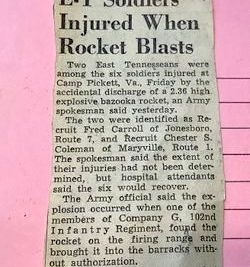 E-T Soldiers
Injured When
Rocket Blasts
Two East Tennesseans were
among the six soldiers injured at
Camp Pickett, Va., Friday by the
accidental discharge of a 2.36 high
explosive bazooka rocket, an Army
spokesman said yesterday.
The two were identified as Re-
cruit Fred Carroll of Jonesboro,
Route 7, and Recruit Chester S.
Coleman of Maryville, Route 1.
The spokesman said the extent of
their injuries had not been deter-
mined, but hospital attendants
said the six would recover.
The Army official said the ex-
plosion occurred when one of the
members of Company G, 102nd
Infantry Regiment, found
the rocket on the firing range and
brought it into the barracks with-
out authorization.